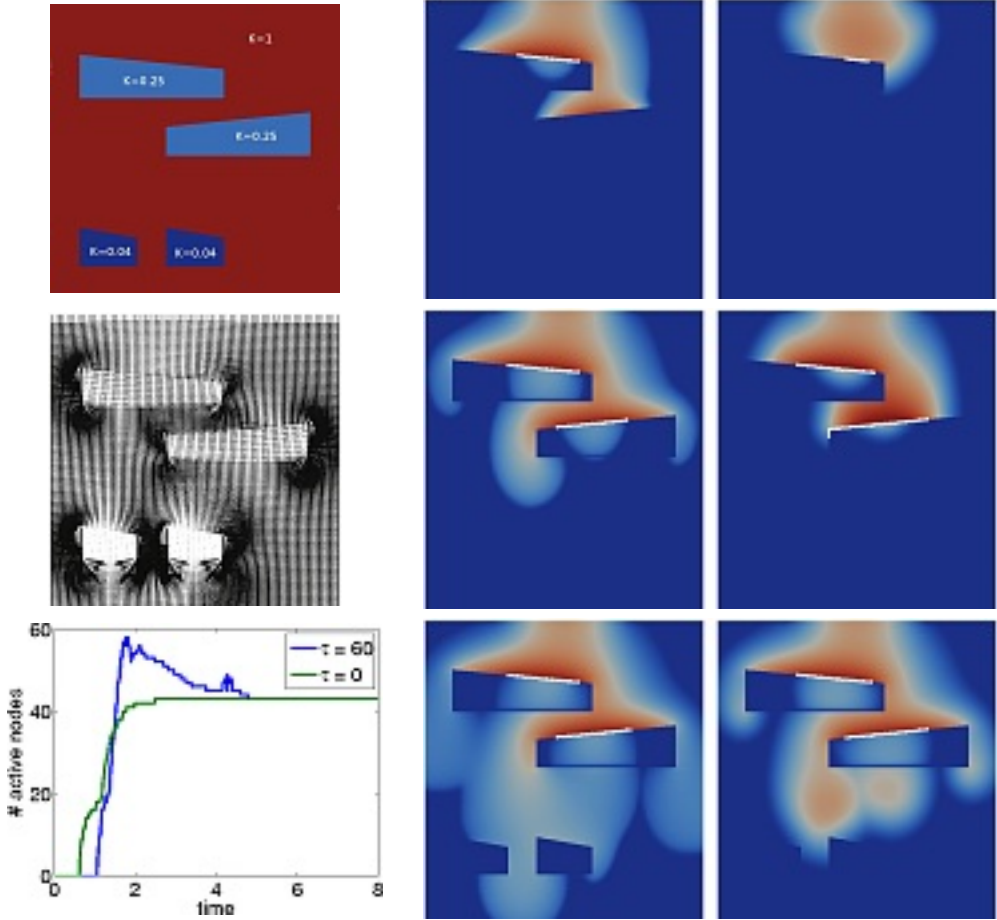 K=1
K=0.25
K=0.25
K=0.04
K=0.04
60
40
20
0
# active nodes
τ = 60
τ = 0
0 2 4 6 8
time